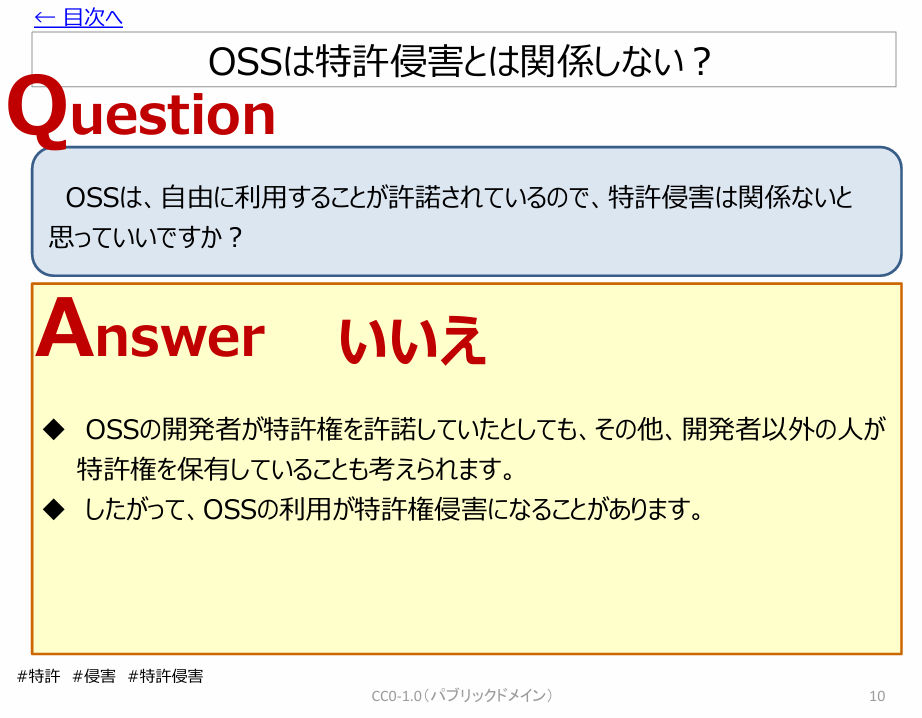 ← 目次へ
OSSは特許侵害とは関係しない？
Question
OSSは、自由に利用することが許諾されているので、特許侵害は関係ないと
思っていいですか？
Answer いいえ
◆ OSSの開発者が特許権を許諾していたとしても、その他、開発者以外の人が
特許権を保有していることも考えられます。
◆ したがって、OSSの利用が特許権侵害になることがあります。
#特許 #侵害 #特許侵害
CC0-1.0（パブリックドメイン） 10